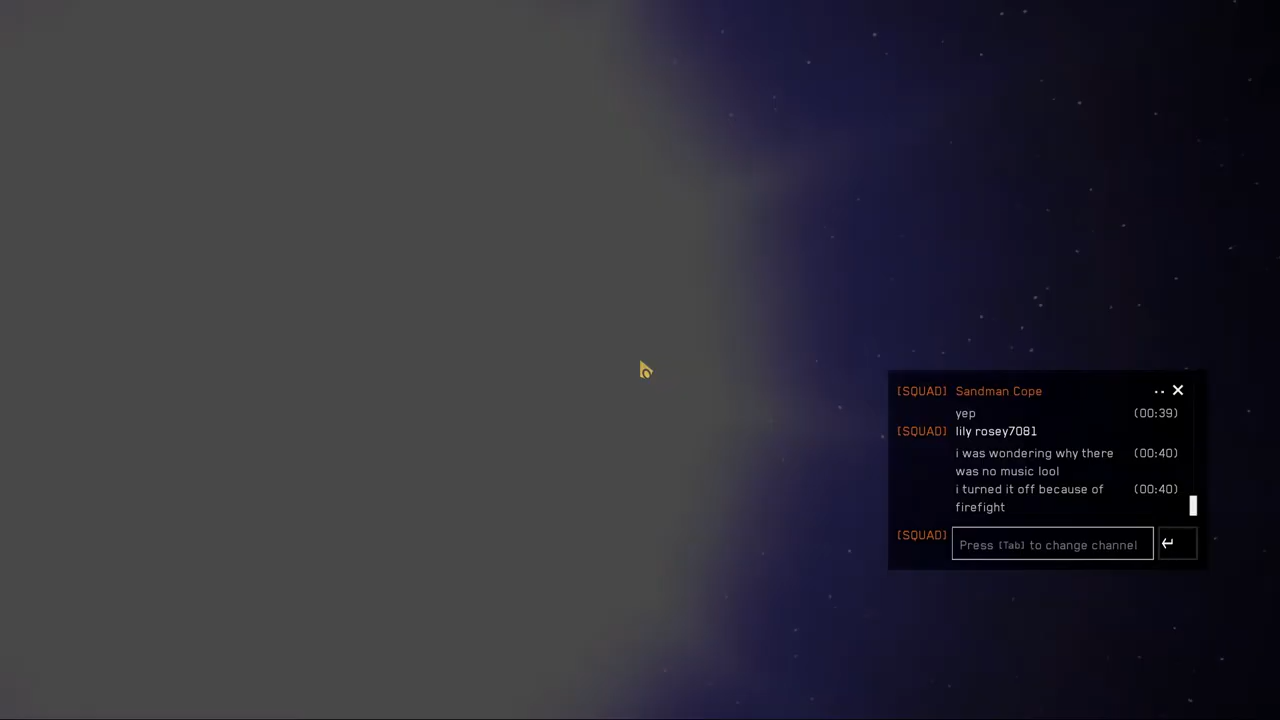 [SQUAD] Sandman Cope
yep (00:39)
[SQUAD] lily rosey7081
i was wondering why there (00:40)
was no music lool
i turned it off because of (00:40)
firefight
[SQUAD] Press [Tab] to change channel